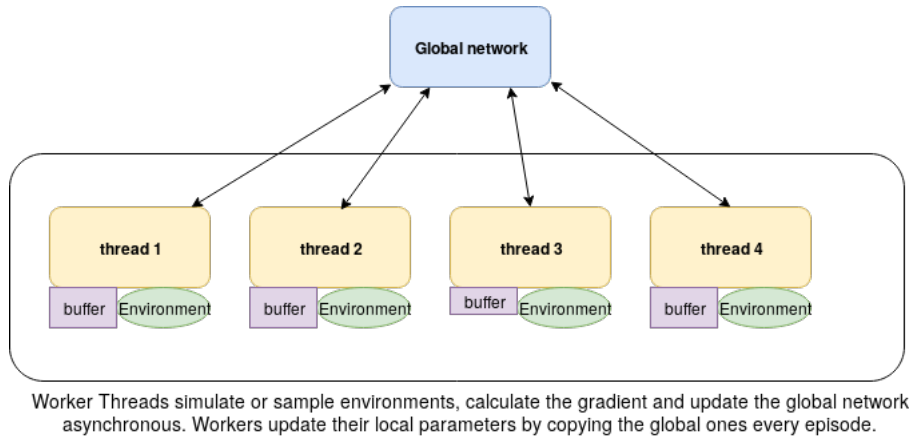 Global network
thread 1
thread 2
thread 3
thread 4
buffer
Environment
buffer
Environment
buffer
Environment
buffer
Environment
Worker Threads simulate or sample environments, calculate the gradient and update the global network
asynchronous. Workers update their local parameters by copying the global ones every episode.